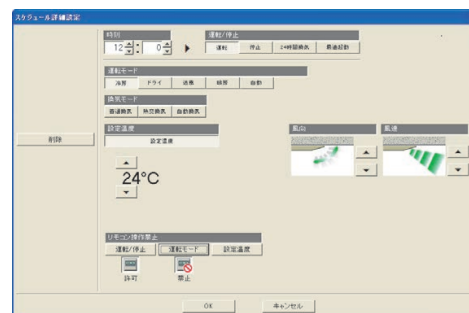 スケジュール詳細設定
時刻
運転/停止
12 : 0
運転 停止 24時間換気 最適起動
運転モード
冷房 ドライ 送風 暖房 自動
換気モード
普通換気 熱交換気 自動換気
削除
設定温度
風向
風速
設定温度
24°C
リモコン操作禁止
運転/停止 運転モード 設定温度
許可
禁止
OK
キャンセル